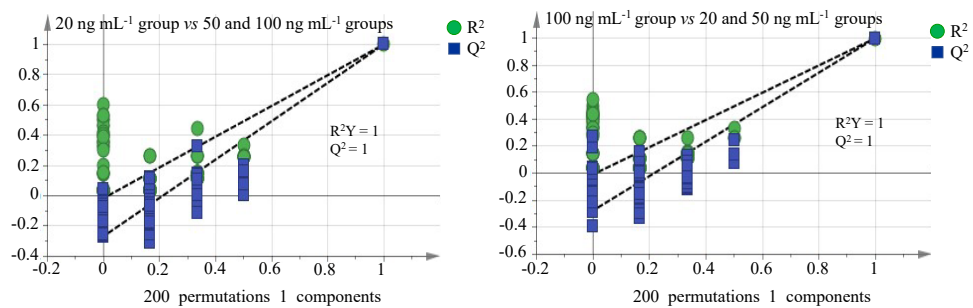 20 ng mL⁻¹ group vs 50 and 100 ng mL⁻¹ groups
R²
Q²
1
0.8
0.6
0.4
0.2
0
-0.2
-0.4
R²Y = 1
Q² = 1
-0.2 0 0.2 0.4 0.6 0.8 1
200 permutations 1 components
100 ng mL⁻¹ group vs 20 and 50 ng mL⁻¹ groups
R²
Q²
1
0.8
0.6
0.4
0.2
0
-0.2
-0.4
-0.6
R²Y = 1
Q² = 1
-0.2 0 0.2 0.4 0.6 0.8 1
200 permutations 1 components